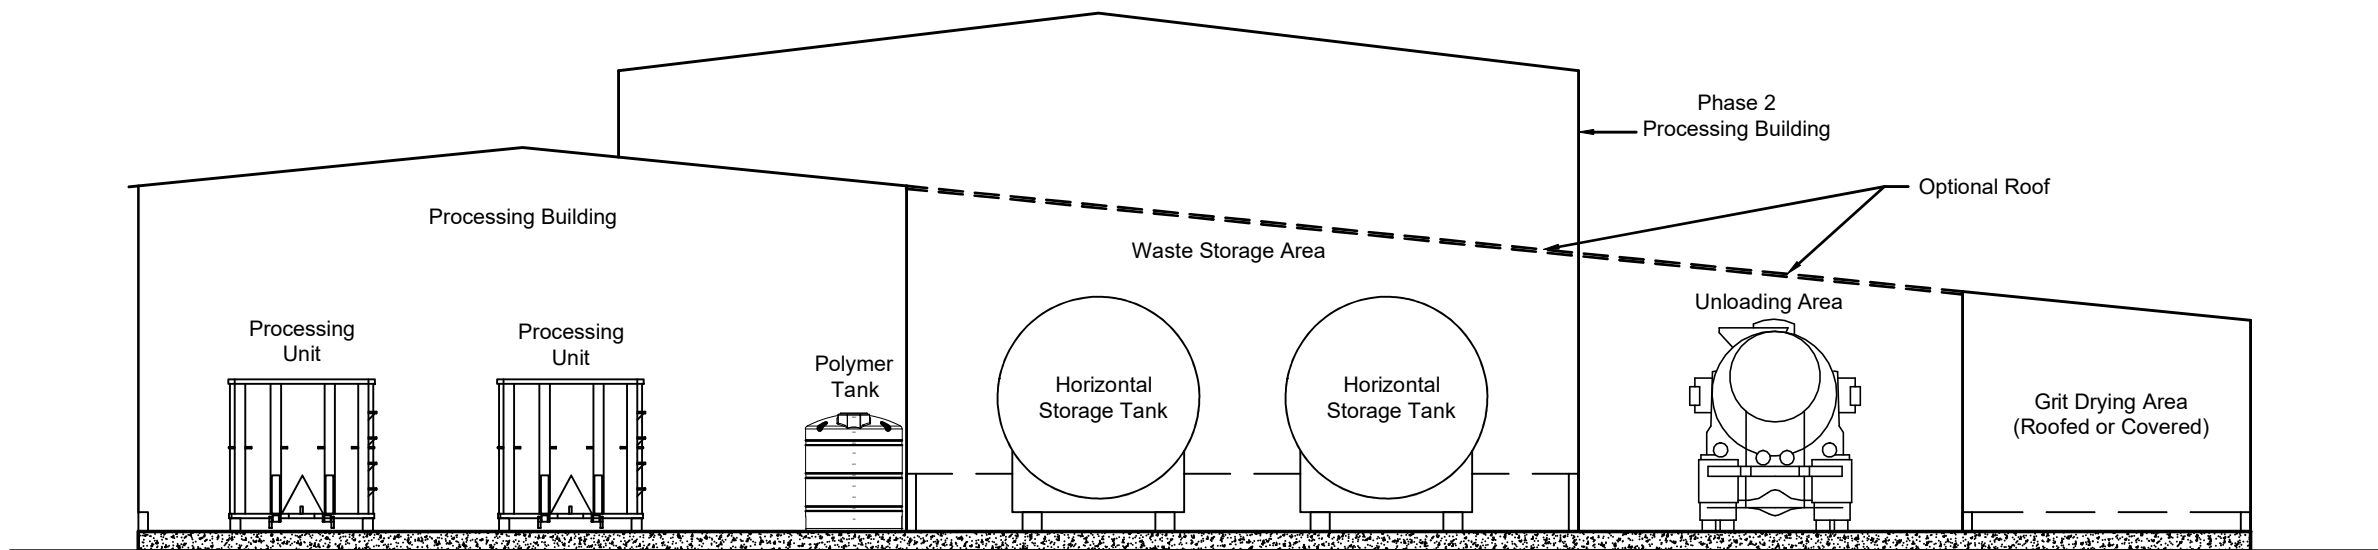 Phase 2
Processing Building
Optional Roof
Processing Building
Waste Storage Area
Unloading Area
Processing
Unit
Processing
Unit
Polymer
Tank
Horizontal
Storage Tank
Horizontal
Storage Tank
Grit Drying Area
(Roofed or Covered)